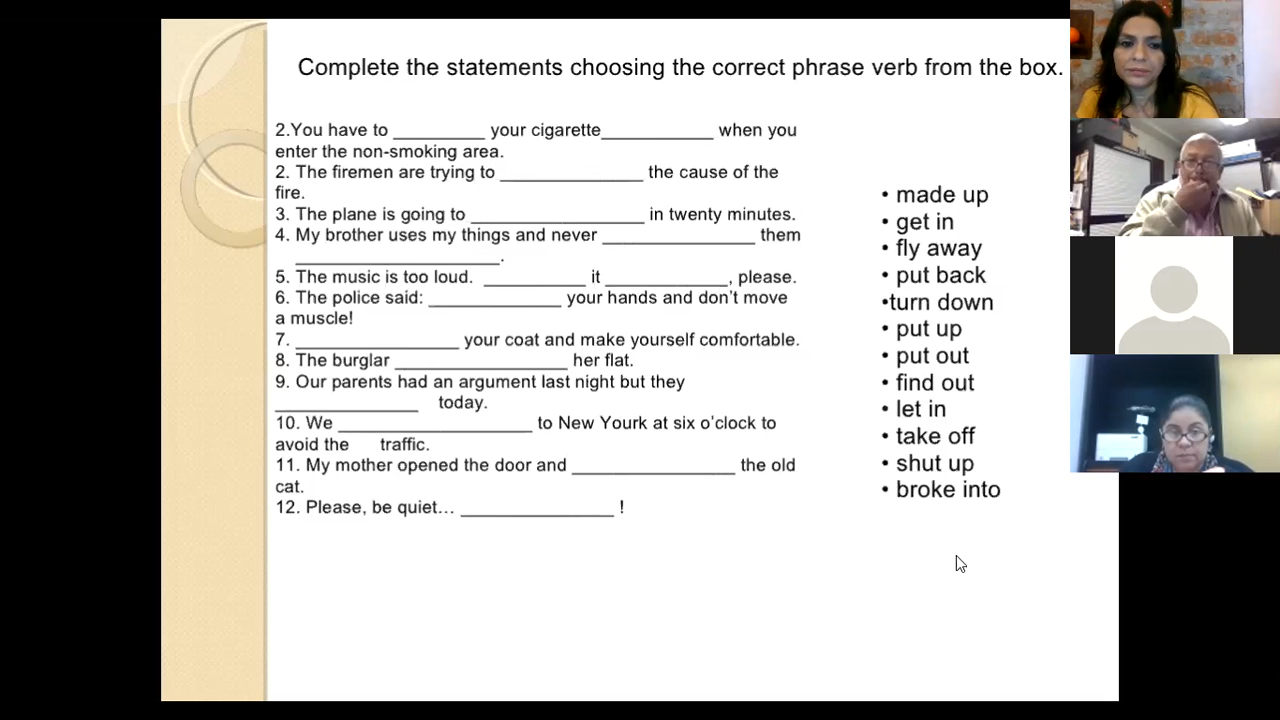 Complete the statements choosing the correct phrase verb from the box.
2.You have to _________ your cigarette___________ when you
enter the non-smoking area.
2. The firemen are trying to ______________ the cause of the
fire.
3. The plane is going to _________________ in twenty minutes.
4. My brother uses my things and never _______________ them
____________________.
5. The music is too loud. __________ it ____________, please.
6. The police said: _____________ your hands and don't move
a muscle!
7. ________________ your coat and make yourself comfortable.
8. The burglar _________________ her flat.
9. Our parents had an argument last night but they
______________ today.
10. We ___________________ to New Yourk at six o'clock to
avoid the traffic.
11. My mother opened the door and ________________ the old
cat.
12. Please, be quiet… _______________ !
• made up
• get in
• fly away
• put back
•turn down
• put up
• put out
• find out
• let in
• take off
• shut up
• broke into